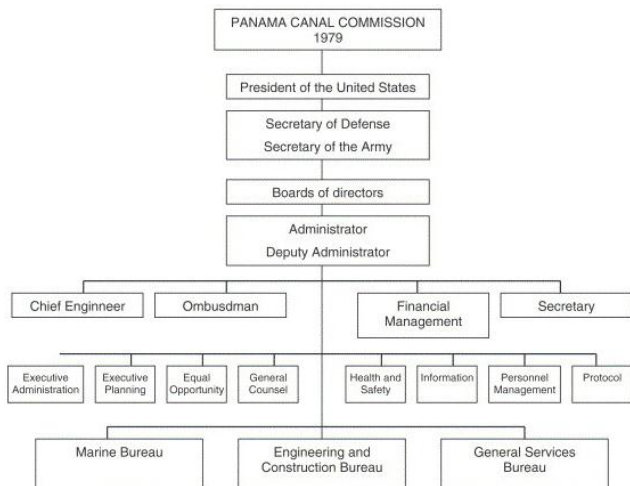 PANAMA CANAL COMMISSION
1979
President of the United States
Secretary of Defense
Secretary of the Army
Boards of directors
Administrator
Deputy Administrator
Chief Enginneer
Ombusdman
Financial
Management
Secretary
Executive
Administration
Executive
Planning
Equal
Opportunity
General
Counsel
Health and
Safety
Information
Personnel
Management
Protocol
Marine Bureau
Engineering and
Construction Bureau
General Services
Bureau